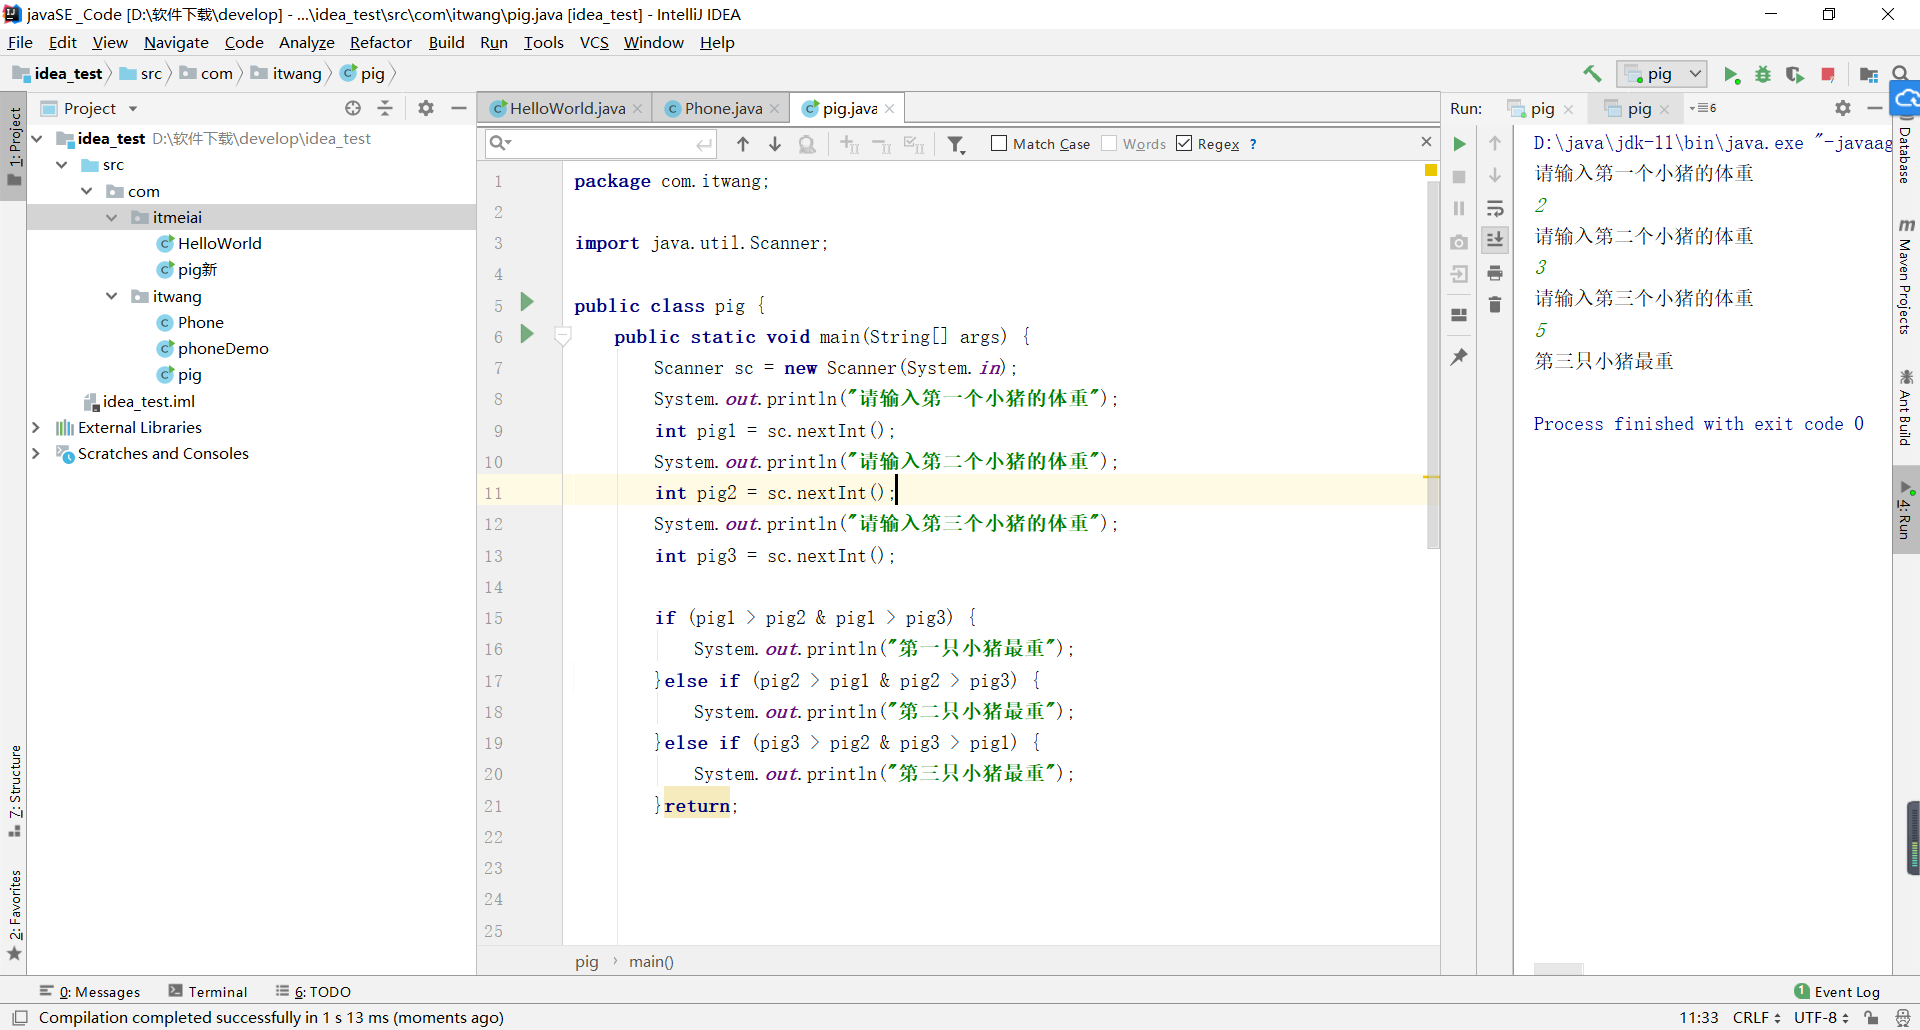 javaSE _Code [D:\软件下载\develop] - ...\idea_test\src\com\itwang\pig.java [idea_test] - IntelliJ IDEA
File Edit View Navigate Code Analyze Refactor Build Run Tools VCS Window Help
idea_test src com itwang pig
pig
Project
HelloWorld.java Phone.java pig.java
Run: pig pig 6
1: Project
7: Structure
2: Favorites
idea_test D:\软件下载\develop\idea_test
src
com
itmeiai
HelloWorld
pig新
itwang
Phone
phoneDemo
pig
idea_test.iml
External Libraries
Scratches and Consoles
Match Case Words Regex ?
1 package com.itwang;
2
3 import java.util.Scanner;
4
5 public class pig {
6 public static void main(String[] args) {
7 Scanner sc = new Scanner(System.in);
8 System.out.println("请输入第一个小猪的体重");
9 int pig1 = sc.nextInt();
10 System.out.println("请输入第二个小猪的体重");
11 int pig2 = sc.nextInt();
12 System.out.println("请输入第三个小猪的体重");
13 int pig3 = sc.nextInt();
14
15 if (pig1 > pig2 & pig1 > pig3) {
16 System.out.println("第一只小猪最重");
17 }else if (pig2 > pig1 & pig2 > pig3) {
18 System.out.println("第二只小猪最重");
19 }else if (pig3 > pig2 & pig3 > pig1) {
20 System.out.println("第三只小猪最重");
21 }return;
22
23
24
25
pig › main()
D:\java\jdk-11\bin\java.exe "-javaag
请输入第一个小猪的体重
2
请输入第二个小猪的体重
3
请输入第三个小猪的体重
5
第三只小猪最重
Process finished with exit code 0
Database
Maven Projects
Ant Build
4: Run
0: Messages Terminal 6: TODO
1 Event Log
Compilation completed successfully in 1 s 13 ms (moments ago)
11:33 CRLF UTF-8